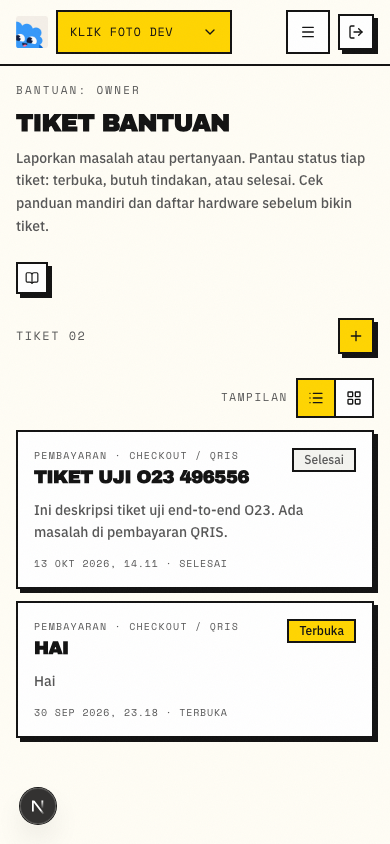 KLIK FOTO DEV
BANTUAN: OWNER
TIKET BANTUAN
Laporkan masalah atau pertanyaan. Pantau status tiap
tiket: terbuka, butuh tindakan, atau selesai. Cek
panduan mandiri dan daftar hardware sebelum bikin
tiket.
TIKET 02
TAMPILAN
PEMBAYARAN · CHECKOUT / QRIS
Selesai
TIKET UJI O23 496556
Ini deskripsi tiket uji end-to-end O23. Ada
masalah di pembayaran QRIS.
13 OKT 2026, 14.11 · SELESAI
PEMBAYARAN · CHECKOUT / QRIS
Terbuka
HAI
Hai
30 SEP 2026, 23.18 · TERBUKA
N